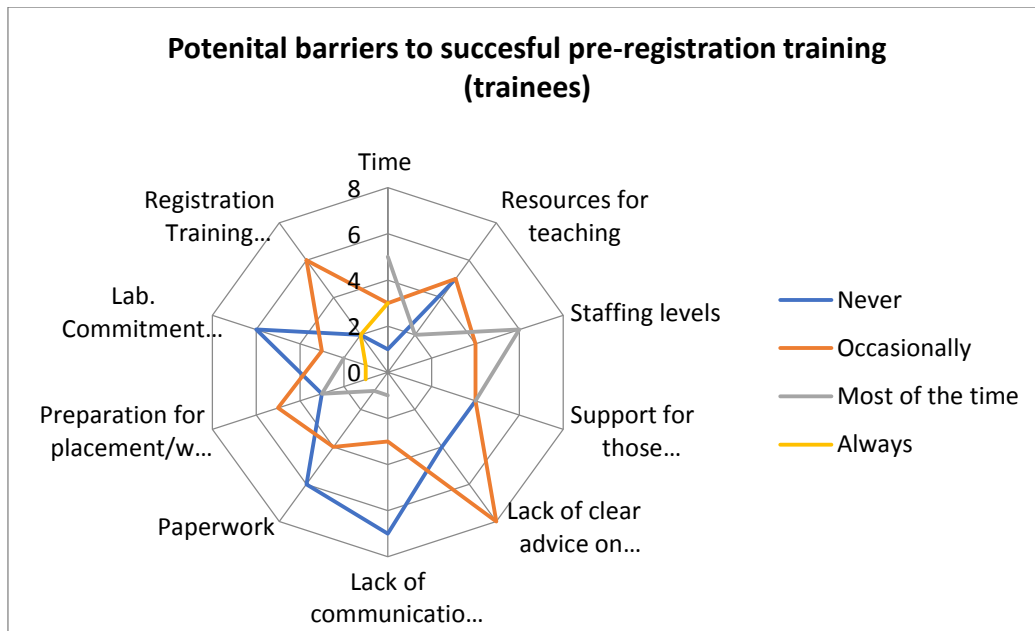 Potenital barriers to succesful pre-registration training
(trainees)
Time
Resources for
teaching
Staffing levels
Support for
those...
Lack of clear
advice on...
Lack of
communicatio...
Paperwork
Preparation for
placement/w...
Lab.
Commitment...
Registration
Training...
8
6
4
2
0
Never
Occasionally
Most of the time
Always